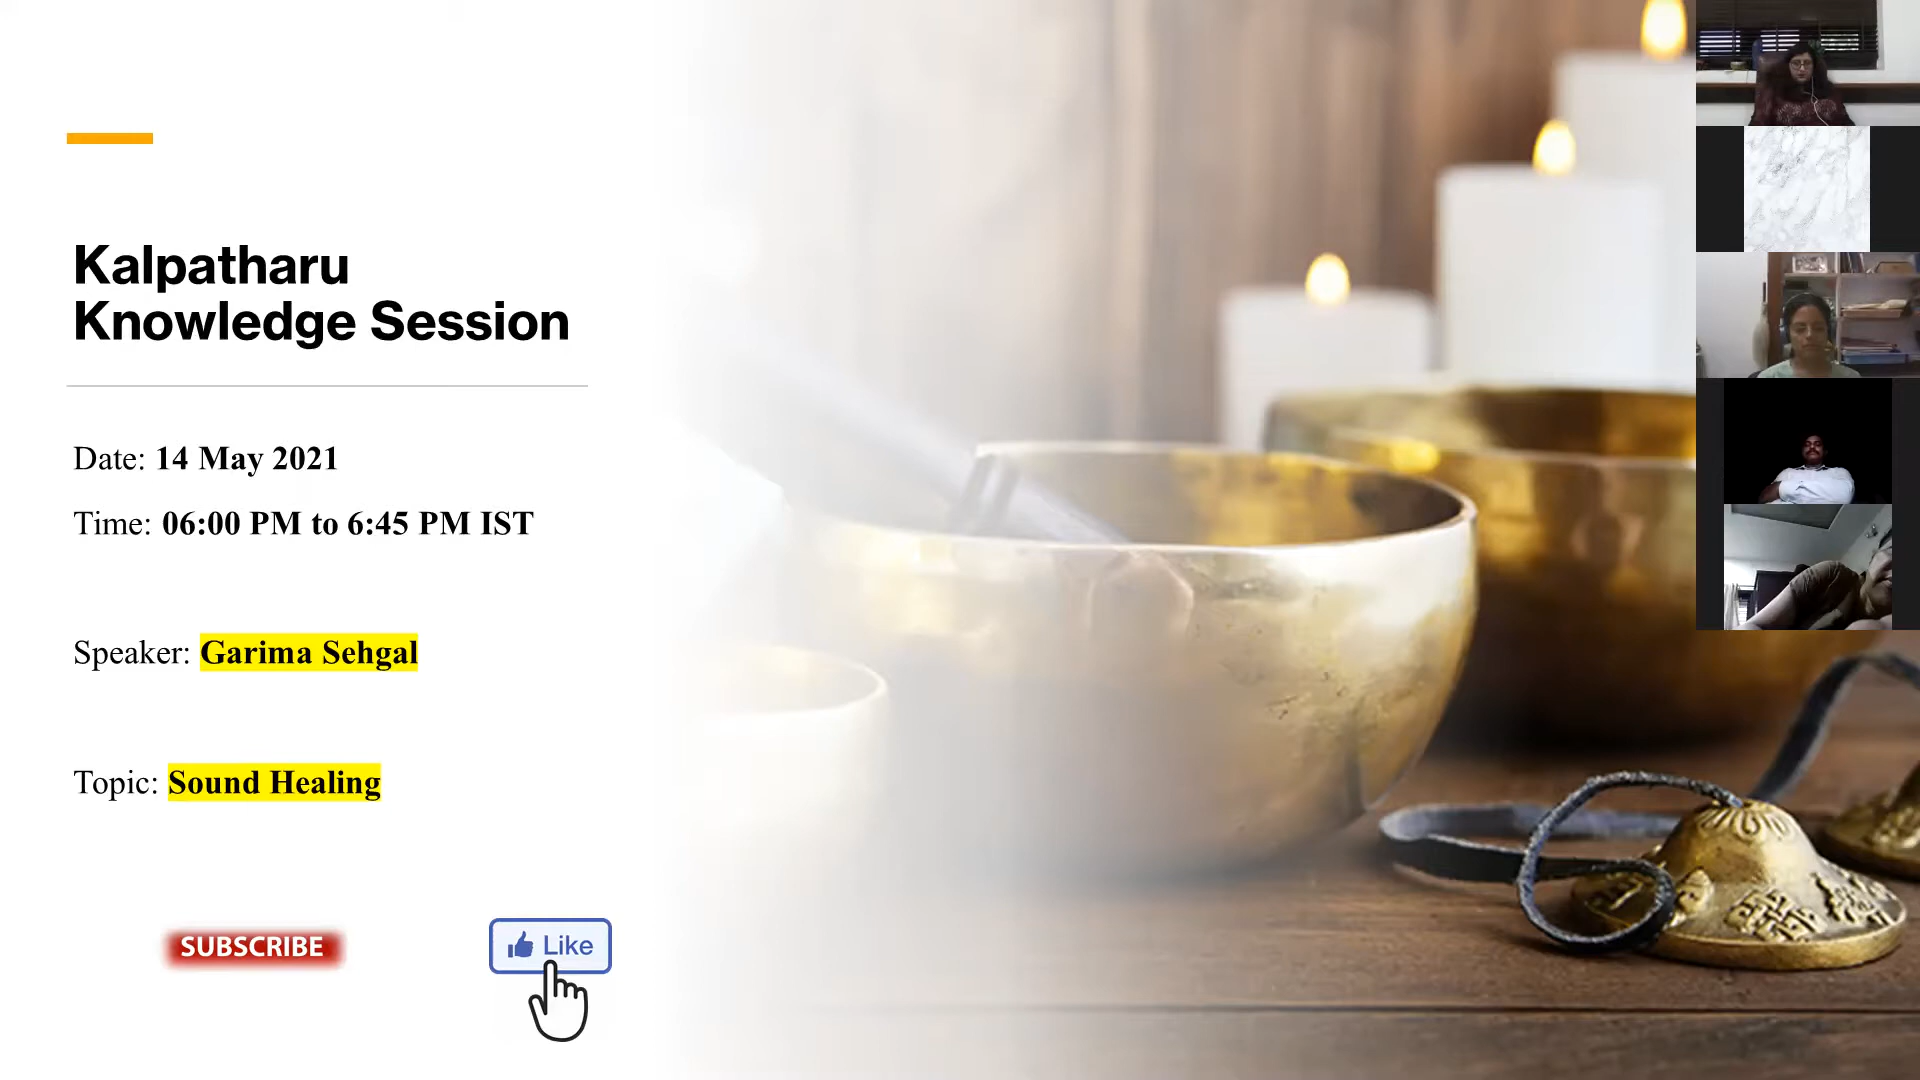 Kalpatharu
Knowledge Session
Date: 14 May 2021
Time: 06:00 PM to 6:45 PM IST
Speaker: Garima Sehgal
Topic: Sound Healing
SUBSCRIBE
Like